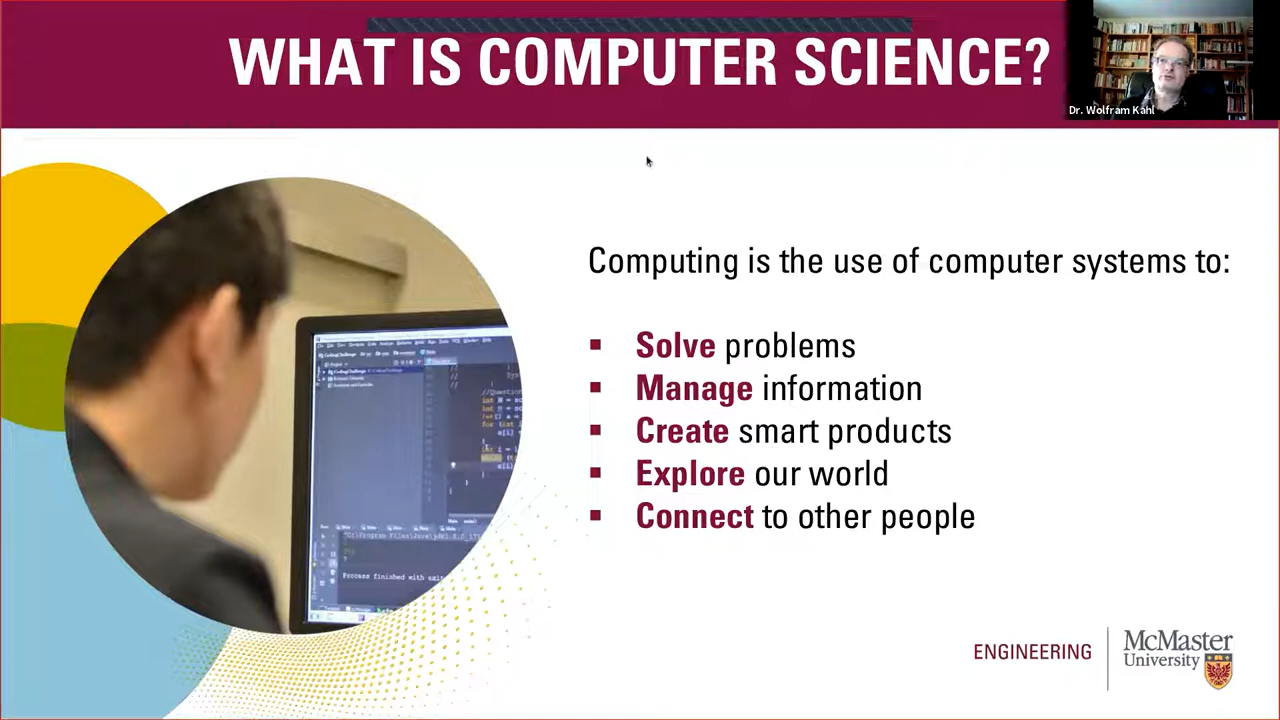 WHAT IS COMPUTER SCIENCE?
Dr. Wolfram Kahl
Computing is the use of computer systems to:
▪ Solve problems
▪ Manage information
▪ Create smart products
▪ Explore our world
▪ Connect to other people
Process finished with exit
ENGINEERING
McMaster
University